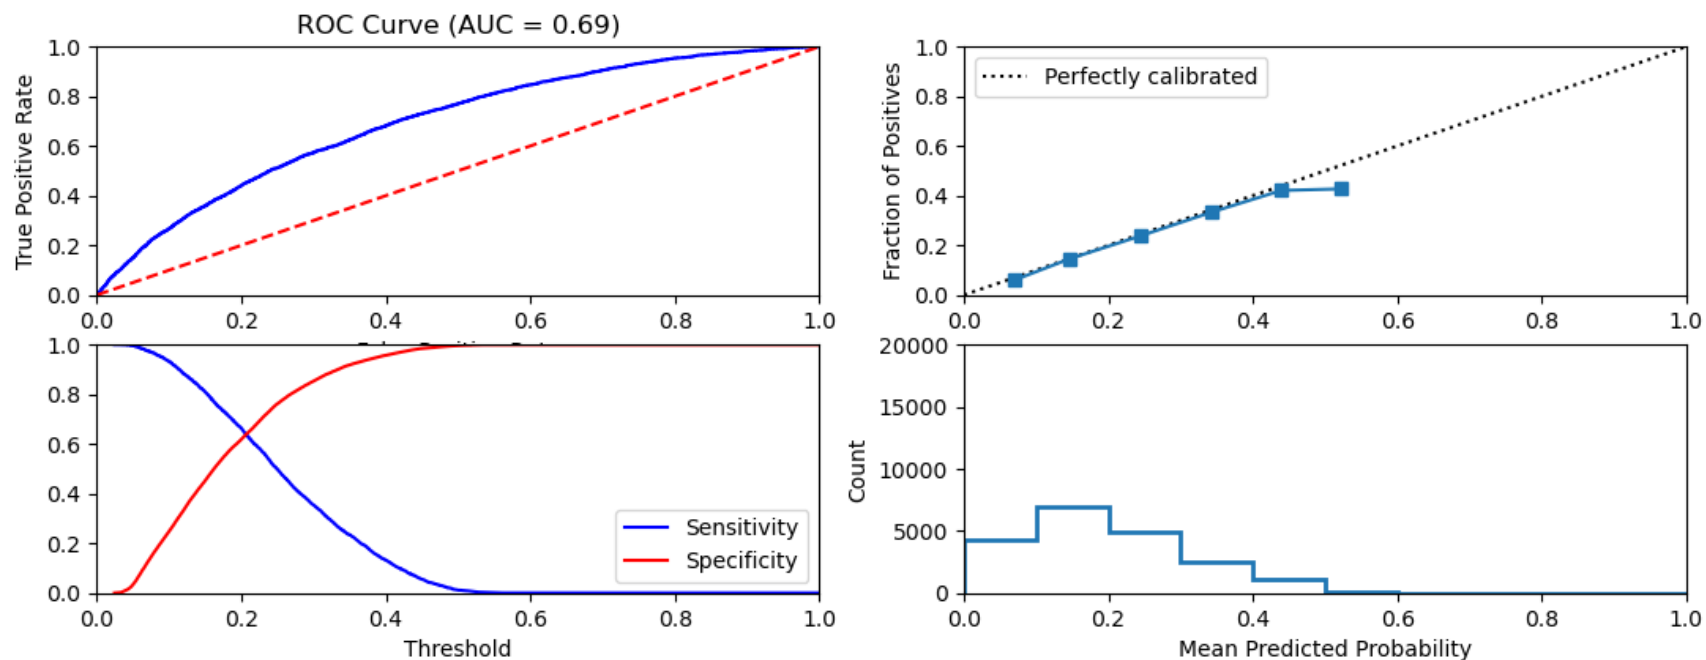 ROC Curve (AUC = 0.69)
True Positive Rate
1.0
0.8
0.6
0.4
0.2
0.0
0.0 0.2 0.4 0.6 0.8 1.0
Fraction of Positives
1.0
0.8
0.6
0.4
0.2
0.0
Perfectly calibrated
0.0 0.2 0.4 0.6 0.8 1.0
1.0
0.8
0.6
0.4
0.2
0.0
Sensitivity
Specificity
0.0 0.2 0.4 0.6 0.8 1.0
Threshold
Count
20000
15000
10000
5000
0
0.0 0.2 0.4 0.6 0.8 1.0
Mean Predicted Probability